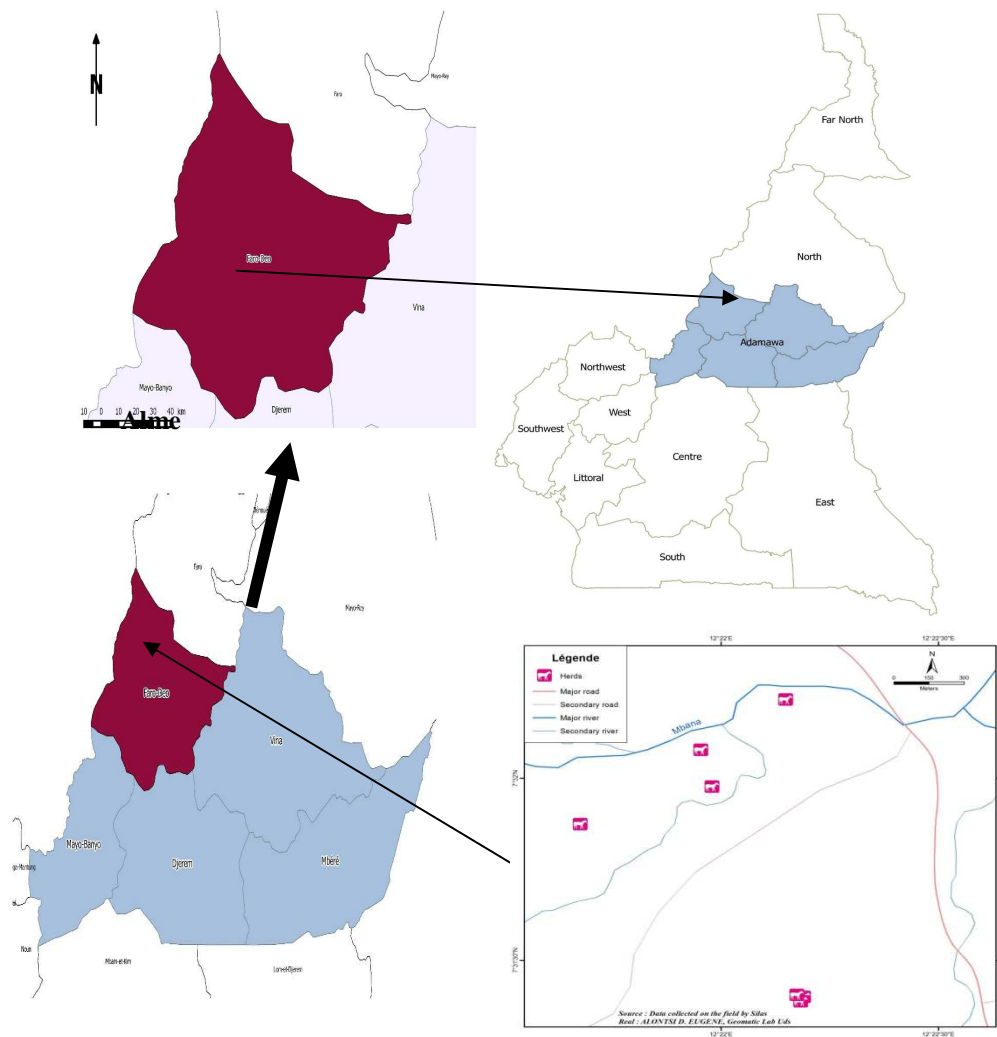 N
Faro
Mayo-Rey
Faro-Deo
Vina
Mayo-Banyo
Djerem
10 0 10 20 30 40 km
Alme
Far North
North
Adamawa
Northwest
West
Southwest
Littoral
Centre
East
South
Faro
Mayo-Rey
Faro-Deo
Vina
Mayo-Banyo
Djerem
Mbéré
Noun
Mbam-et-Kim
Lom-et-Djerem
12°22'E
12°22'30"E
Légende
Herds
Major road
Secondary road
Major river
Secondary river
N
0 150 300
Meters
Mbana
7°32'N
7°31'30"N
Source : Data collected on the field by Silas
Real : ALONTSI D. EUGENE, Geomatic Lab Uds
12°22'E
12°22'30"E